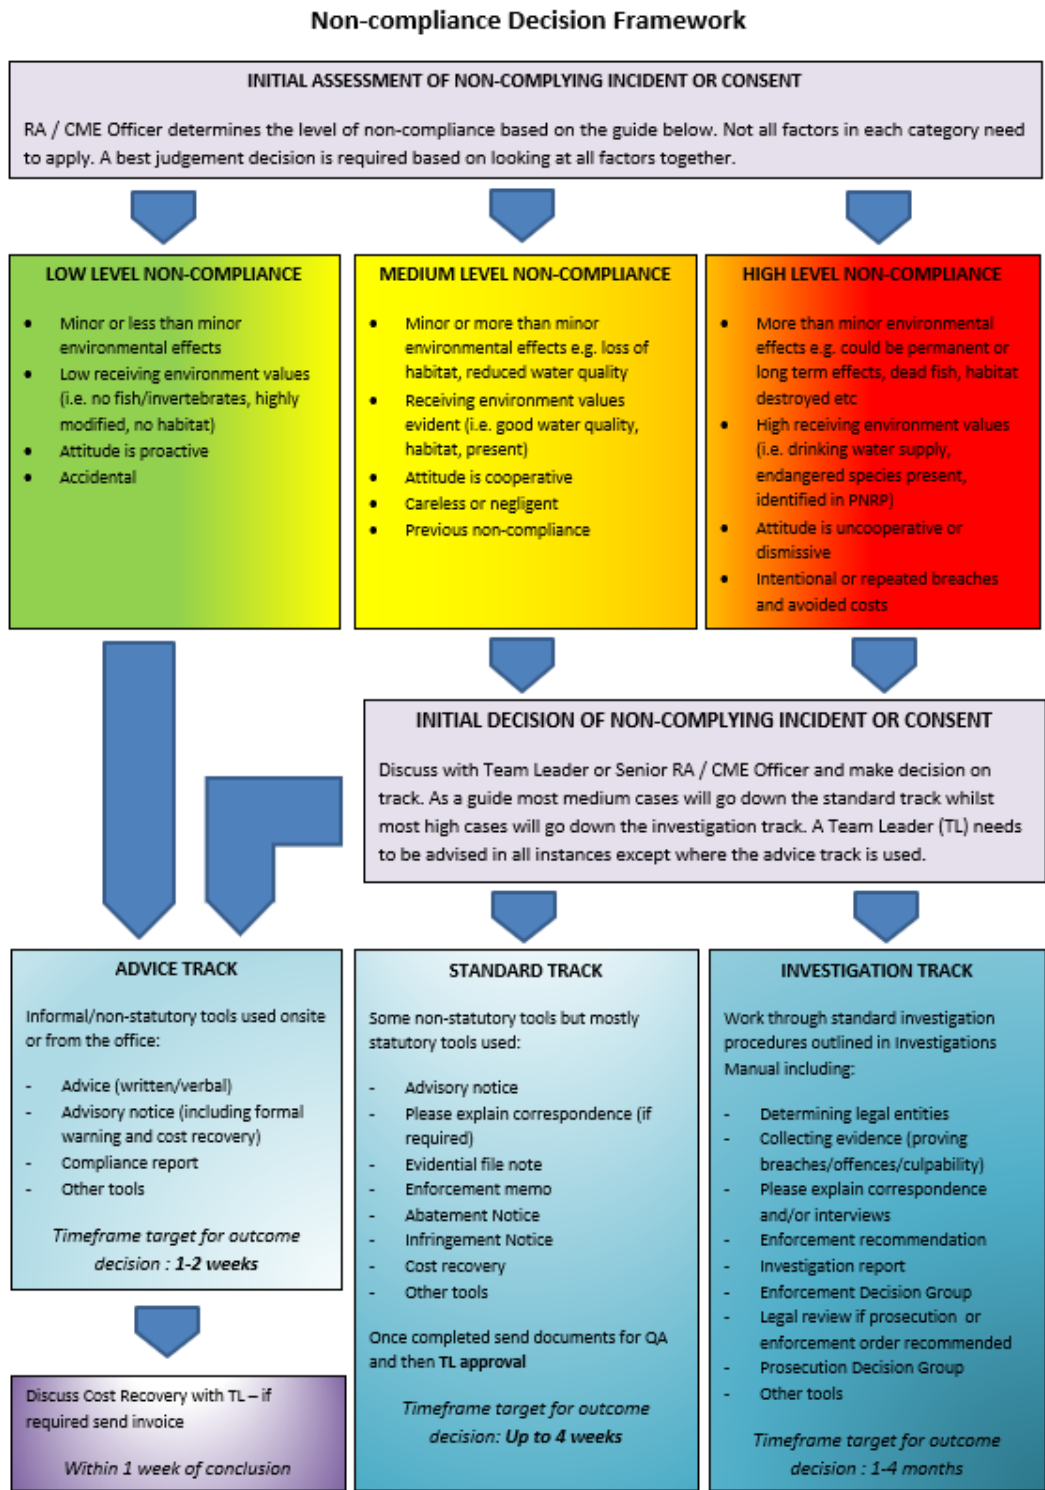 Non-compliance Decision Framework
INITIAL ASSESSMENT OF NON-COMPLYING INCIDENT OR CONSENT
RA / CME Officer determines the level of non-compliance based on the guide below. Not all factors in each category need
to apply. A best judgement decision is required based on looking at all factors together.
LOW LEVEL NON-COMPLIANCE
• Minor or less than minor
environmental effects
• Low receiving environment values
(i.e. no fish/invertebrates, highly
modified, no habitat)
• Attitude is proactive
• Accidental
MEDIUM LEVEL NON-COMPLIANCE
• Minor or more than minor
environmental effects e.g. loss of
habitat, reduced water quality
• Receiving environment values
evident (i.e. good water quality,
habitat, present)
• Attitude is cooperative
• Careless or negligent
• Previous non-compliance
HIGH LEVEL NON-COMPLIANCE
• More than minor environmental
effects e.g. could be permanent or
long term effects, dead fish, habitat
destroyed etc
• High receiving environment values
(i.e. drinking water supply,
endangered species present,
identified in PNRP)
• Attitude is uncooperative or
dismissive
• Intentional or repeated breaches
and avoided costs
INITIAL DECISION OF NON-COMPLYING INCIDENT OR CONSENT
Discuss with Team Leader or Senior RA / CME Officer and make decision on
track. As a guide most medium cases will go down the standard track whilst
most high cases will go down the investigation track. A Team Leader (TL) needs
to be advised in all instances except where the advice track is used.
ADVICE TRACK
Informal/non-statutory tools used onsite
or from the office:
- Advice (written/verbal)
- Advisory notice (including formal
warning and cost recovery)
- Compliance report
- Other tools
Timeframe target for outcome
decision : 1-2 weeks
Discuss Cost Recovery with TL – if
required send invoice
Within 1 week of conclusion
STANDARD TRACK
Some non-statutory tools but mostly
statutory tools used:
- Advisory notice
- Please explain correspondence (if
required)
- Evidential file note
- Enforcement memo
- Abatement Notice
- Infringement Notice
- Cost recovery
- Other tools
Once completed send documents for QA
and then TL approval
Timeframe target for outcome
decision: Up to 4 weeks
INVESTIGATION TRACK
Work through standard investigation
procedures outlined in Investigations
Manual including:
- Determining legal entities
- Collecting evidence (proving
breaches/offences/culpability)
- Please explain correspondence
and/or interviews
- Enforcement recommendation
- Investigation report
- Enforcement Decision Group
- Legal review if prosecution or
enforcement order recommended
- Prosecution Decision Group
- Other tools
Timeframe target for outcome
decision : 1-4 months